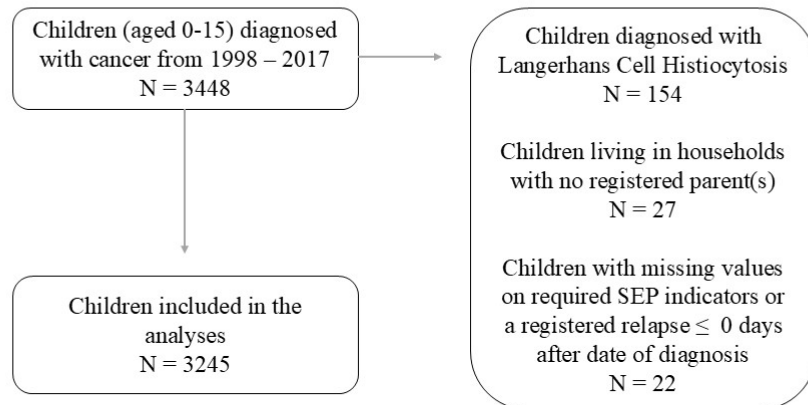 Children (aged 0-15) diagnosed
with cancer from 1998 – 2017
N = 3448
Children diagnosed with
Langerhans Cell Histiocytosis
N = 154
Children living in households
with no registered parent(s)
N = 27
Children with missing values
on required SEP indicators or
a registered relapse ≤ 0 days
after date of diagnosis
N = 22
Children included in the
analyses
N = 3245